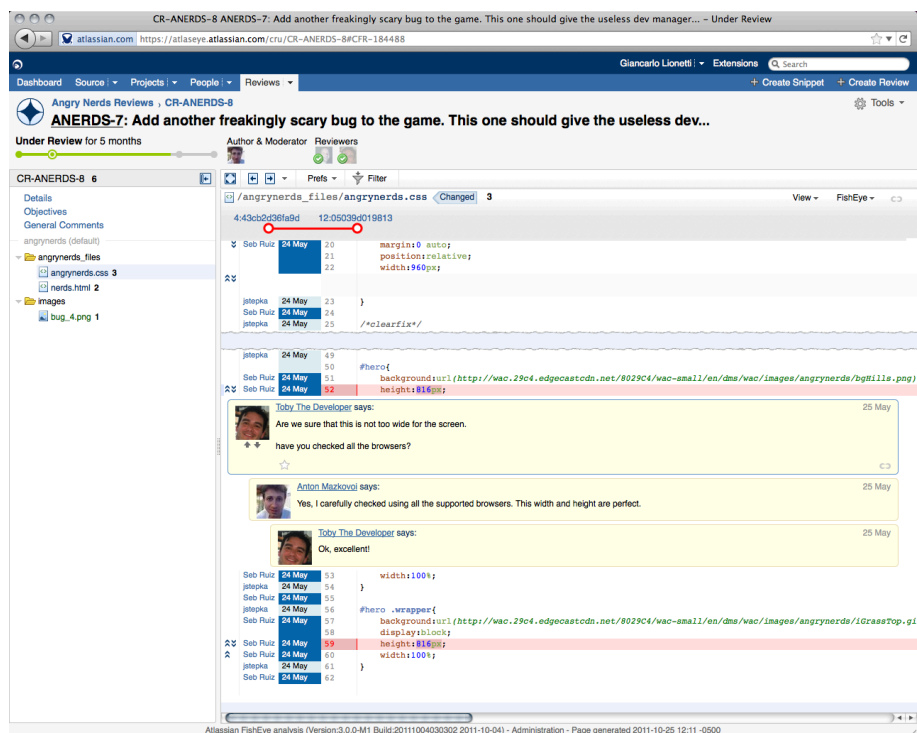 CR-ANERDS-8 ANERDS-7: Add another freakingly scary bug to the game. This one should give the useless dev manager... – Under Review
atlassian.com https://atlaseye.atlassian.com/cru/CR-ANERDS-8#CFR-184488
Giancarlo Lionetti Extensions Search
Dashboard Source Projects People Reviews + Create Snippet + Create Review
Angry Nerds Reviews › CR-ANERDS-8 Tools
ANERDS-7: Add another freakingly scary bug to the game. This one should give the useless dev...
Under Review for 5 months Author & Moderator Reviewers
CR-ANERDS-8 6 Prefs Filter
Details
Objectives
General Comments
angrynerds (default)
angrynerds_files
angrynerds.css 3
nerds.html 2
images
bug_4.png 1
/angrynerds_files/angrynerds.css Changed 3 View FishEye
4:43cb2d36fa9d 12:05039d019813
Seb Ruiz 24 May 20 margin:0 auto;
21 position:relative;
22 width:960px;
jstepka 24 May 23 }
Seb Ruiz 24 May 24
jstepka 24 May 25 /*clearfix*/
jstepka 24 May 49
50 #hero{
Seb Ruiz 24 May 51 background:url(http://wac.29c4.edgecastcdn.net/8029C4/wac-small/en/dms/wac/images/angrynerds/bgHills.png)
Seb Ruiz 24 May 52 height:816px;
Toby The Developer says: 25 May
Are we sure that this is not too wide for the screen.
have you checked all the browsers?
Anton Mazkovoi says: 25 May
Yes, I carefully checked using all the supported browsers. This width and height are perfect.
Toby The Developer says: 25 May
Ok, excellent!
Seb Ruiz 24 May 53 width:100%;
jstepka 24 May 54 }
Seb Ruiz 24 May 55
jstepka 24 May 56 #hero .wrapper{
Seb Ruiz 24 May 57 background:url(http://wac.29c4.edgecastcdn.net/8029C4/wac-small/en/dms/wac/images/angrynerds/iGrassTop.gi
58 display:block;
Seb Ruiz 24 May 59 height:816px;
Seb Ruiz 24 May 60 width:100%;
jstepka 24 May 61 }
Seb Ruiz 24 May 62
Atlassian FishEye analysis (Version:3.0.0-M1 Build:20111004030302 2011-10-04) - Administration - Page generated 2011-10-25 12:11 -0500